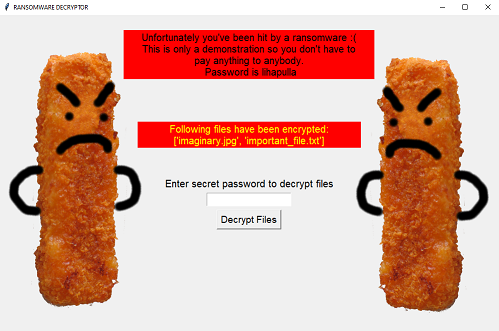 RANSOMWARE DECRYPTOR
Unfortunately you've been hit by a ransomware :(
This is only a demonstration so you don't have to
pay anything to anybody.
Password is lihapulla
Following files have been encrypted:
['imaginary.jpg', 'important_file.txt']
Enter secret password to decrypt files
Decrypt Files